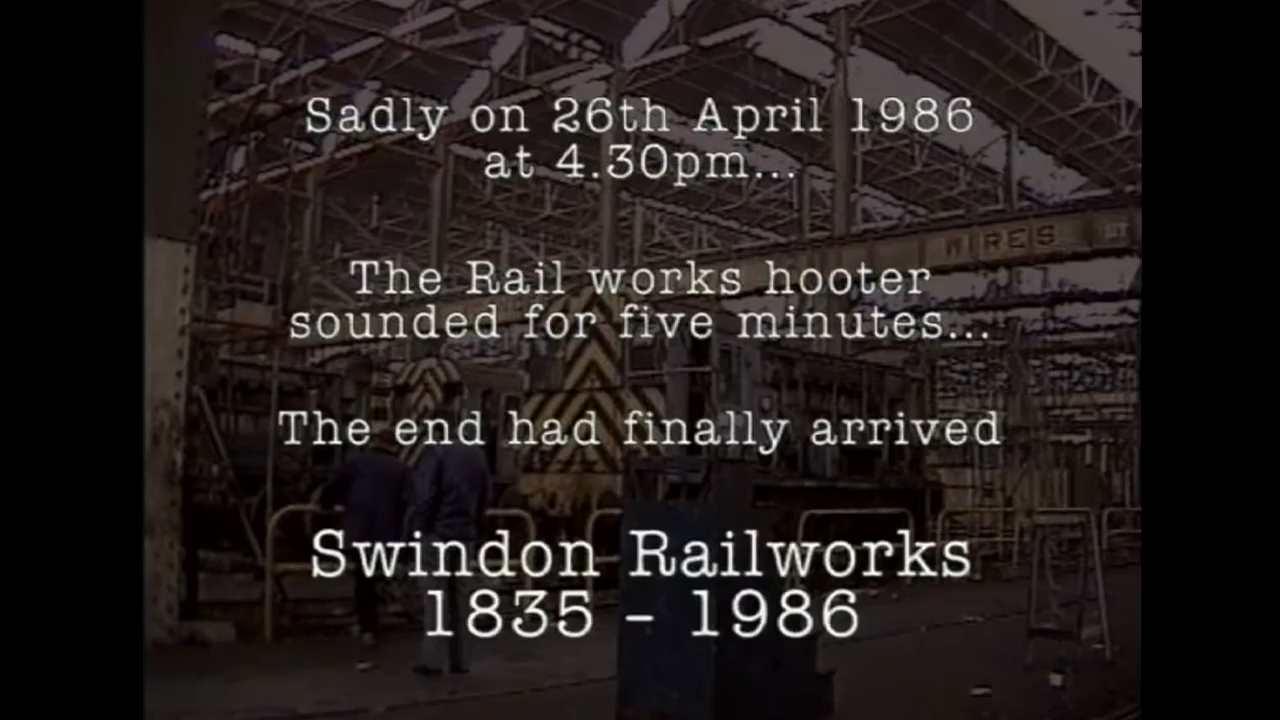 Sadly on 26th April 1986
at 4.30pm...
WIRES
The Rail works hooter
sounded for five minutes...
The end had finally arrived
Swindon Railworks
1835 - 1986